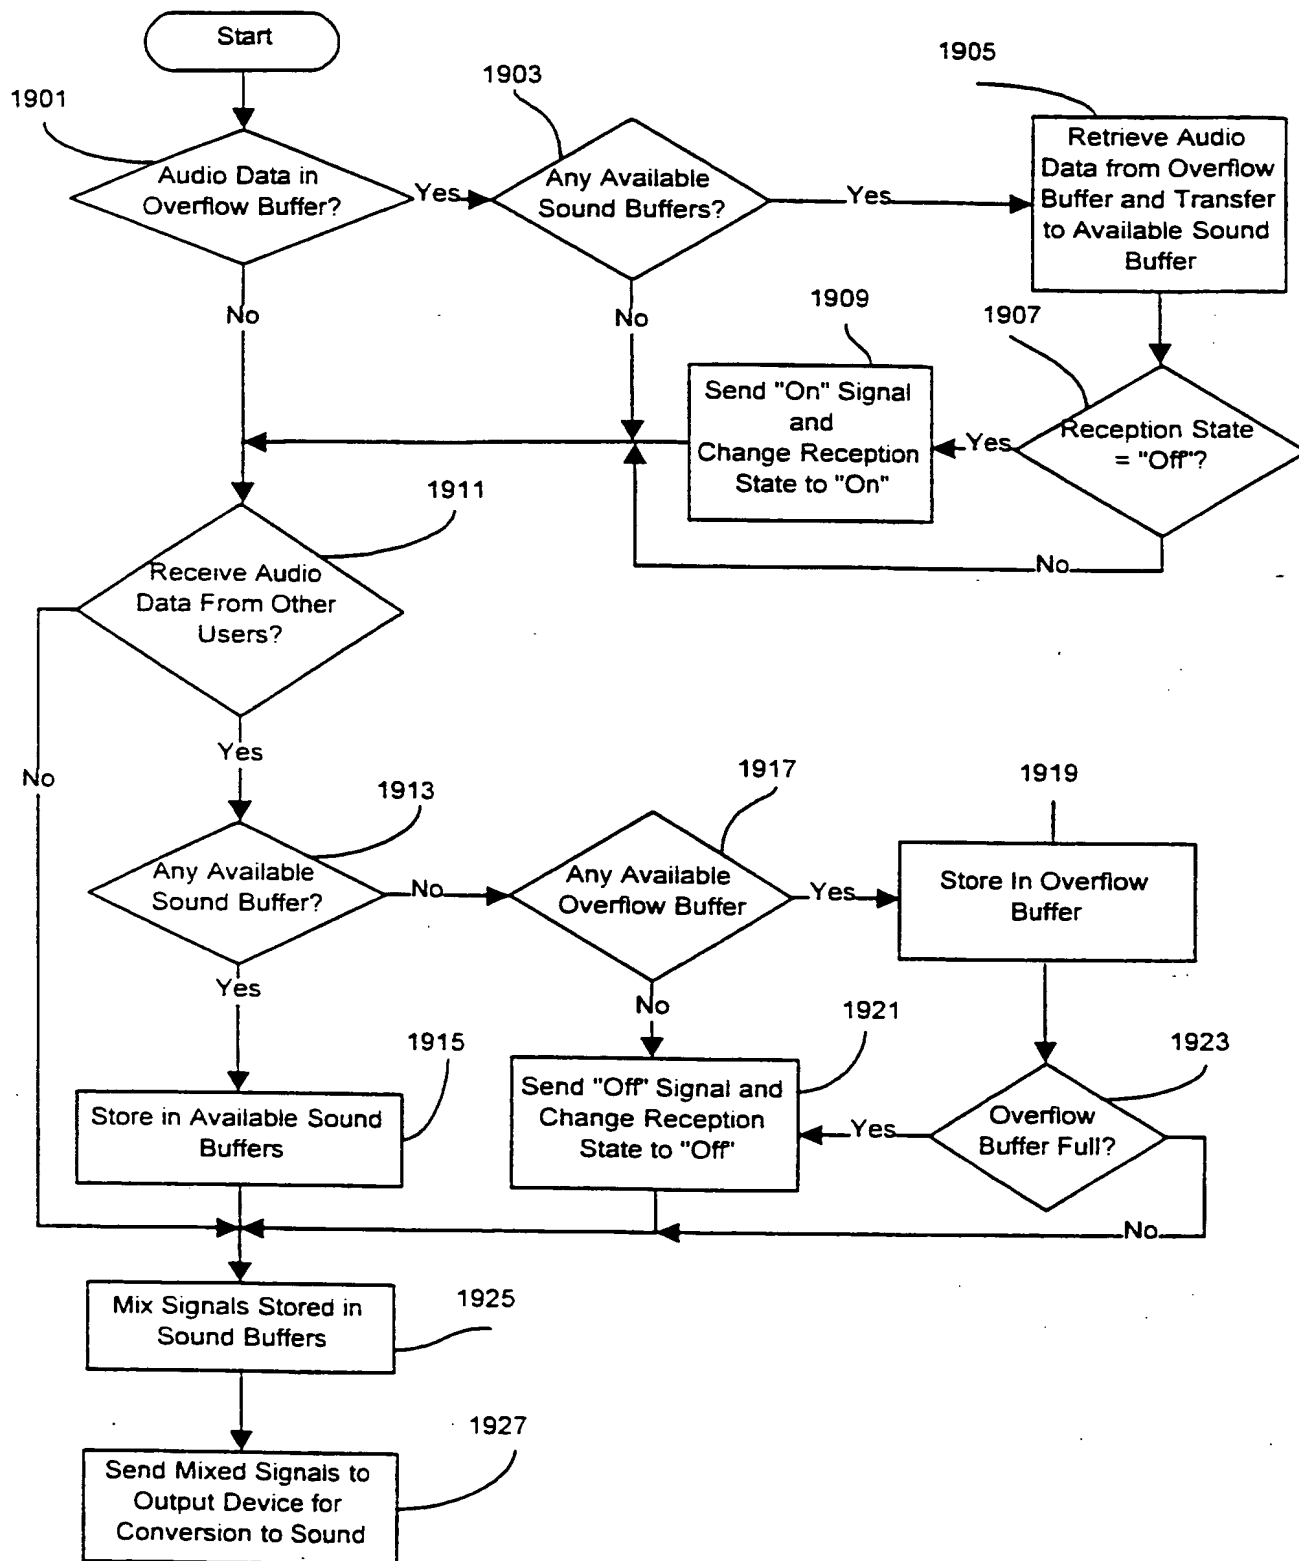 Start
1901
1903
1905
Audio Data in
Overflow Buffer?
Yes
Any Available
Sound Buffers?
Yes
Retrieve Audio
Data from Overflow
Buffer and Transfer
to Available Sound
Buffer
No
No
1909
1907
Send "On" Signal
and
Change Reception
State to "On"
Yes
Reception State
= "Off"?
No
1911
Receive Audio
Data From Other
Users?
No
Yes
1913
1917
1919
Any Available
Sound Buffer?
No
Any Available
Overflow Buffer
Yes
Store In Overflow
Buffer
Yes
No
1915
1921
1923
Store in Available Sound
Buffers
Send "Off" Signal and
Change Reception
State to "Off"
Yes
Overflow
Buffer Full?
No
Mix Signals Stored in
Sound Buffers
1925
1927
Send Mixed Signals to
Output Device for
Conversion to Sound